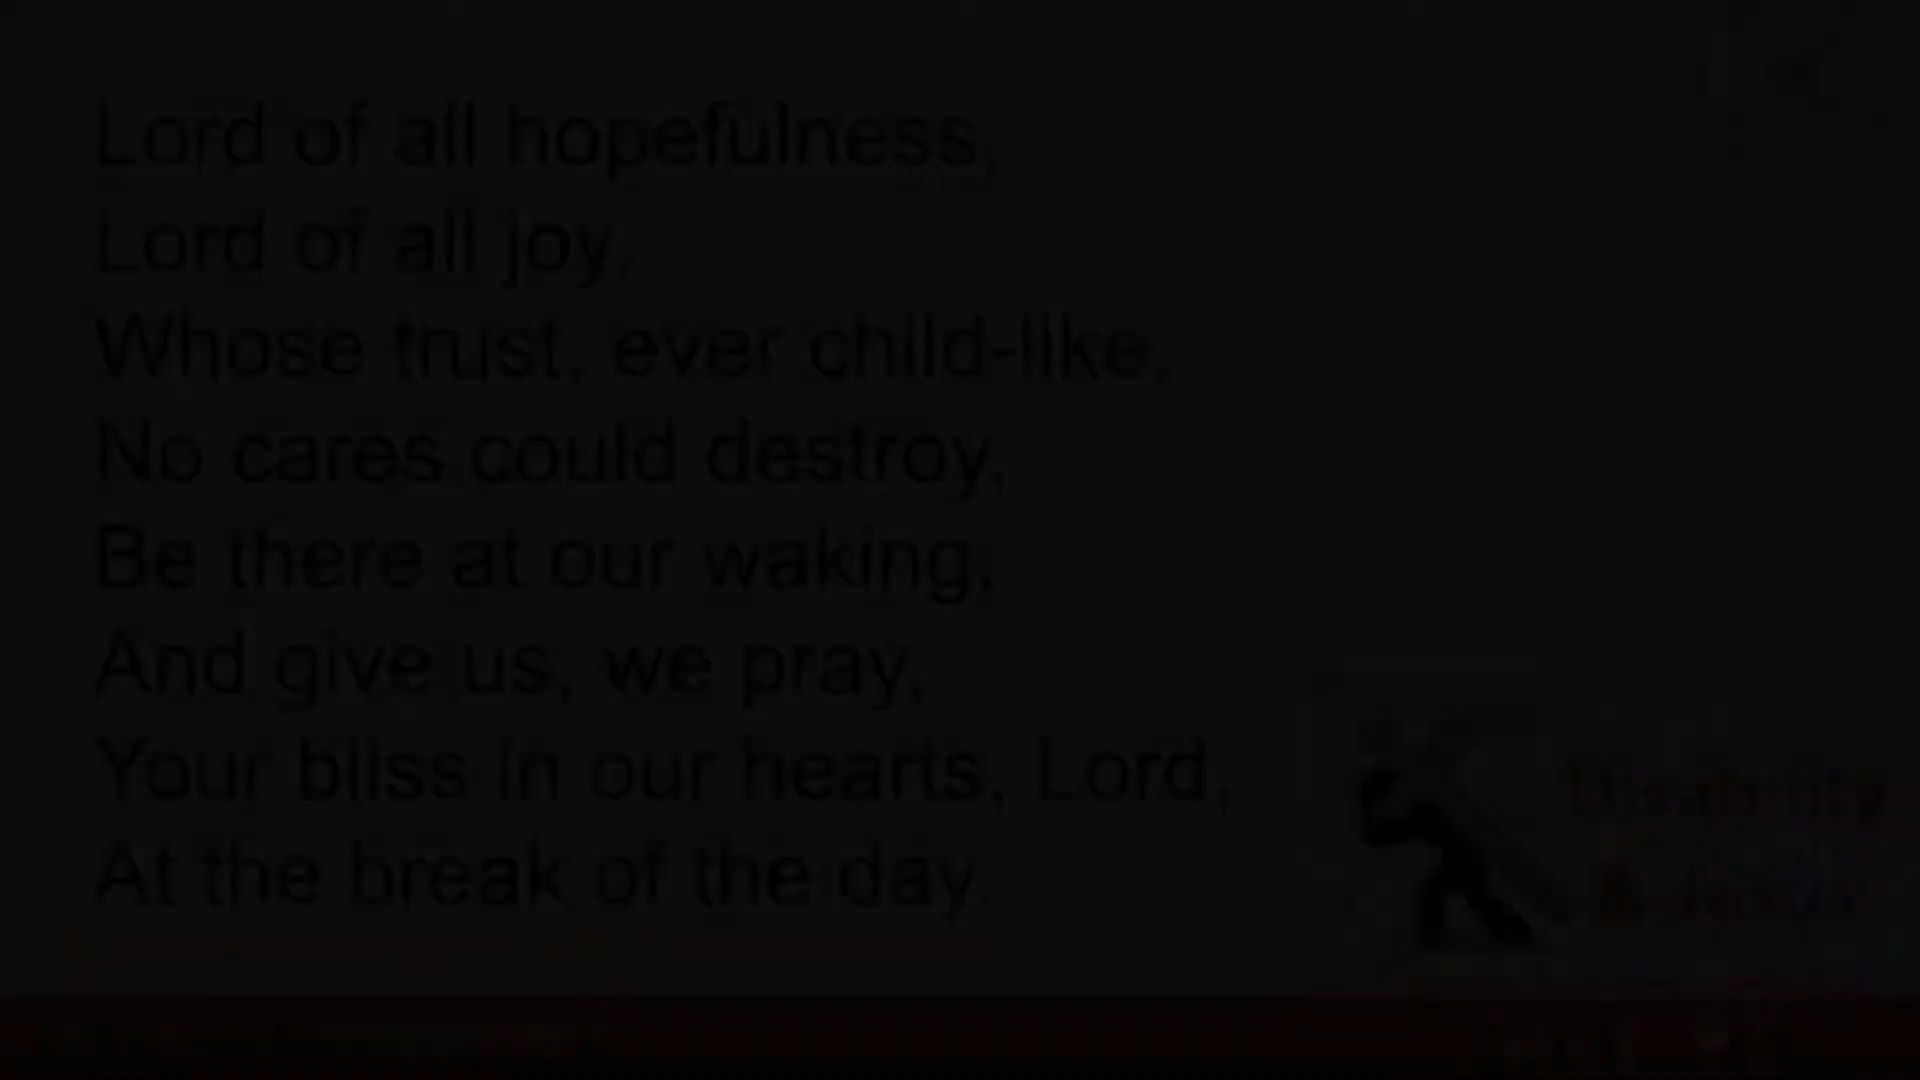 Lord of all hopefulness,
Lord of all joy,
Whose trust, ever child-like,
No cares could destroy,
Be there at our waking,
And give us, we pray,
Your bliss in our hearts, Lord,
At the break of the day.
Disability
& Jesus